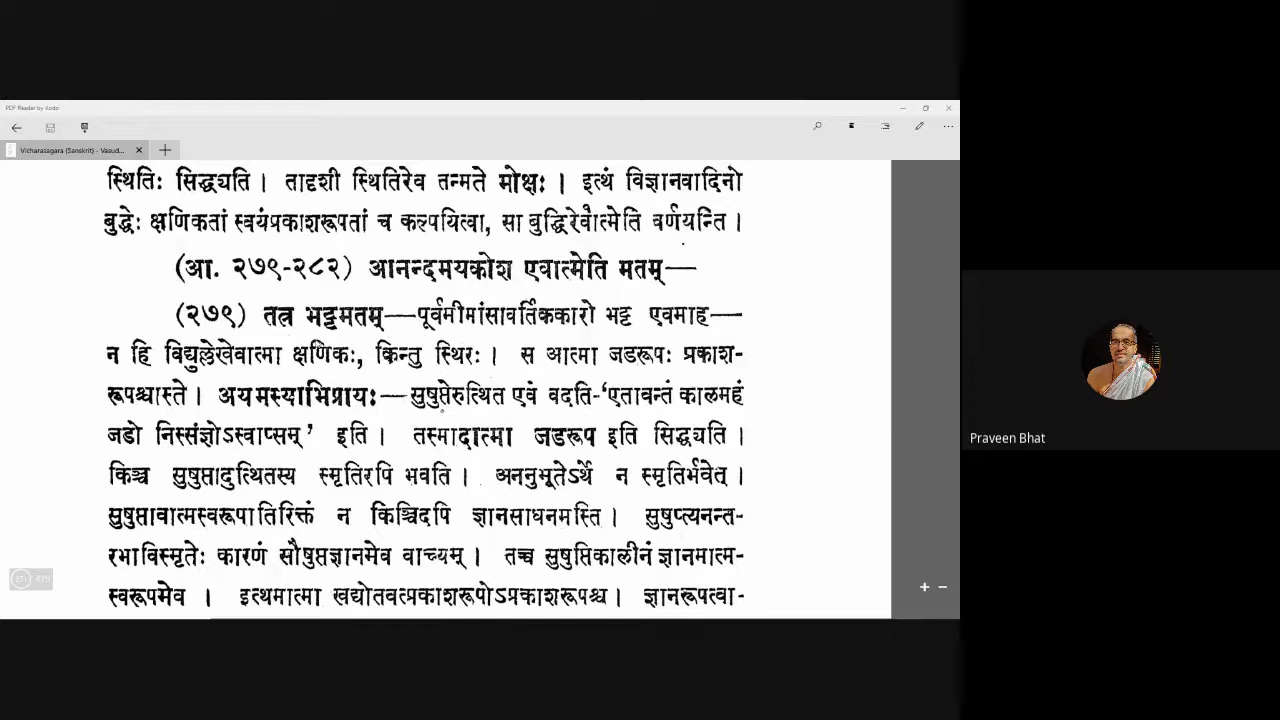 PDF Reader by Xodo
Vicharasagara (Sanskrit) - Vasud...
स्थितिः सिद्ध्यति । तादृशी स्थितिरेव तन्मते मोक्षः । इत्थं विज्ञानवादिनो
बुद्धेः क्षणिकतां स्वयंप्रकाशरूपतां च कल्पयित्वा, सा बुद्धिरेवात्मेति वर्णयन्ति ।
(आ. २७९-२८२) आनन्दमयकोश एवात्मेति मतम्—
(२७९) तत्र भट्टमतम्—पूर्वमीमांसावर्तिककारो भट्ट एवमाह—
न हि विद्युल्लेखेवात्मा क्षणिकः, किन्तु स्थिरः । स आत्मा जडरूपः प्रकाश-
रूपश्चास्ते । अयमस्याभिप्रायः—सुषुप्तेरुत्थित एवं वदति-‘एतावन्तं कालमहं
जडो निस्संज्ञोऽस्वाप्सम्’ इति । तस्मादात्मा जडरूप इति सिद्ध्यति ।
किञ्च सुषुप्तादुत्थितस्य स्मृतिरपि भवति । अननुभूतेऽर्थे न स्मृतिर्भवेत् ।
सुषुप्तावात्मस्वरूपातिरिक्तं न किञ्चिदपि ज्ञानसाधनमस्ति । सुषुप्त्यनन्त-
रभाविस्मृतेः कारणं सौषुप्तज्ञानमेव वाच्यम् । तच्च सुषुप्तिकालीनं ज्ञानमात्म-
स्वरूपमेव । इत्थमात्मा खद्योतवत्प्रकाशरूपोऽप्रकाशरूपश्च । ज्ञानरूपत्वा-
Praveen Bhat